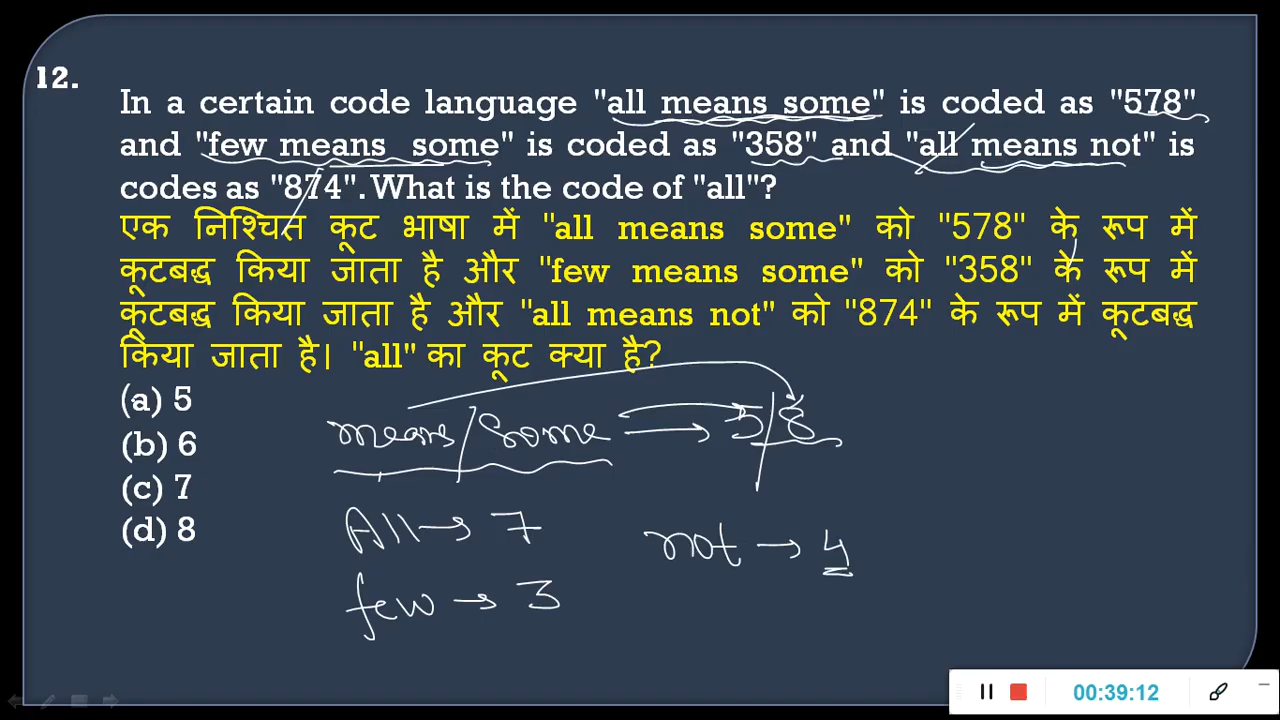 12.
In a certain code language "all means some" is coded as "578"
and "few means some" is coded as "358" and "all means not" is
codes as "874". What is the code of "all"?
एक निश्चित कूट भाषा में "all means some" को "578" के रूप में
कूटबद्ध किया जाता है और "few means some" को "358" के रूप में
कूटबद्ध किया जाता है और "all means not" को "874" के रूप में कूटबद्ध
किया जाता है। "all" का कूट क्या है?
(a) 5
(b) 6
(c) 7
(d) 8
means/some → 5/8
All → 7
not → 4
few → 3
00:39:12